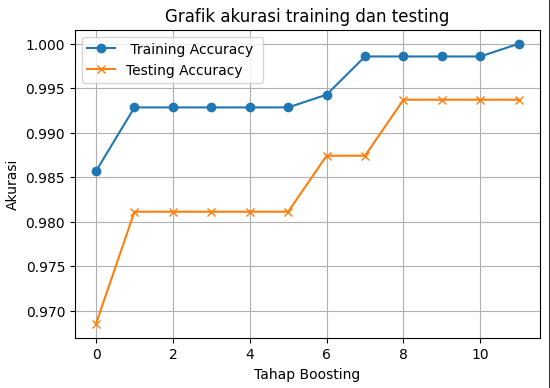 Grafik akurasi training dan testing
Training Accuracy
Testing Accuracy
1.000
0.995
0.990
0.985
0.980
0.975
0.970
Akurasi
0 2 4 6 8 10
Tahap Boosting